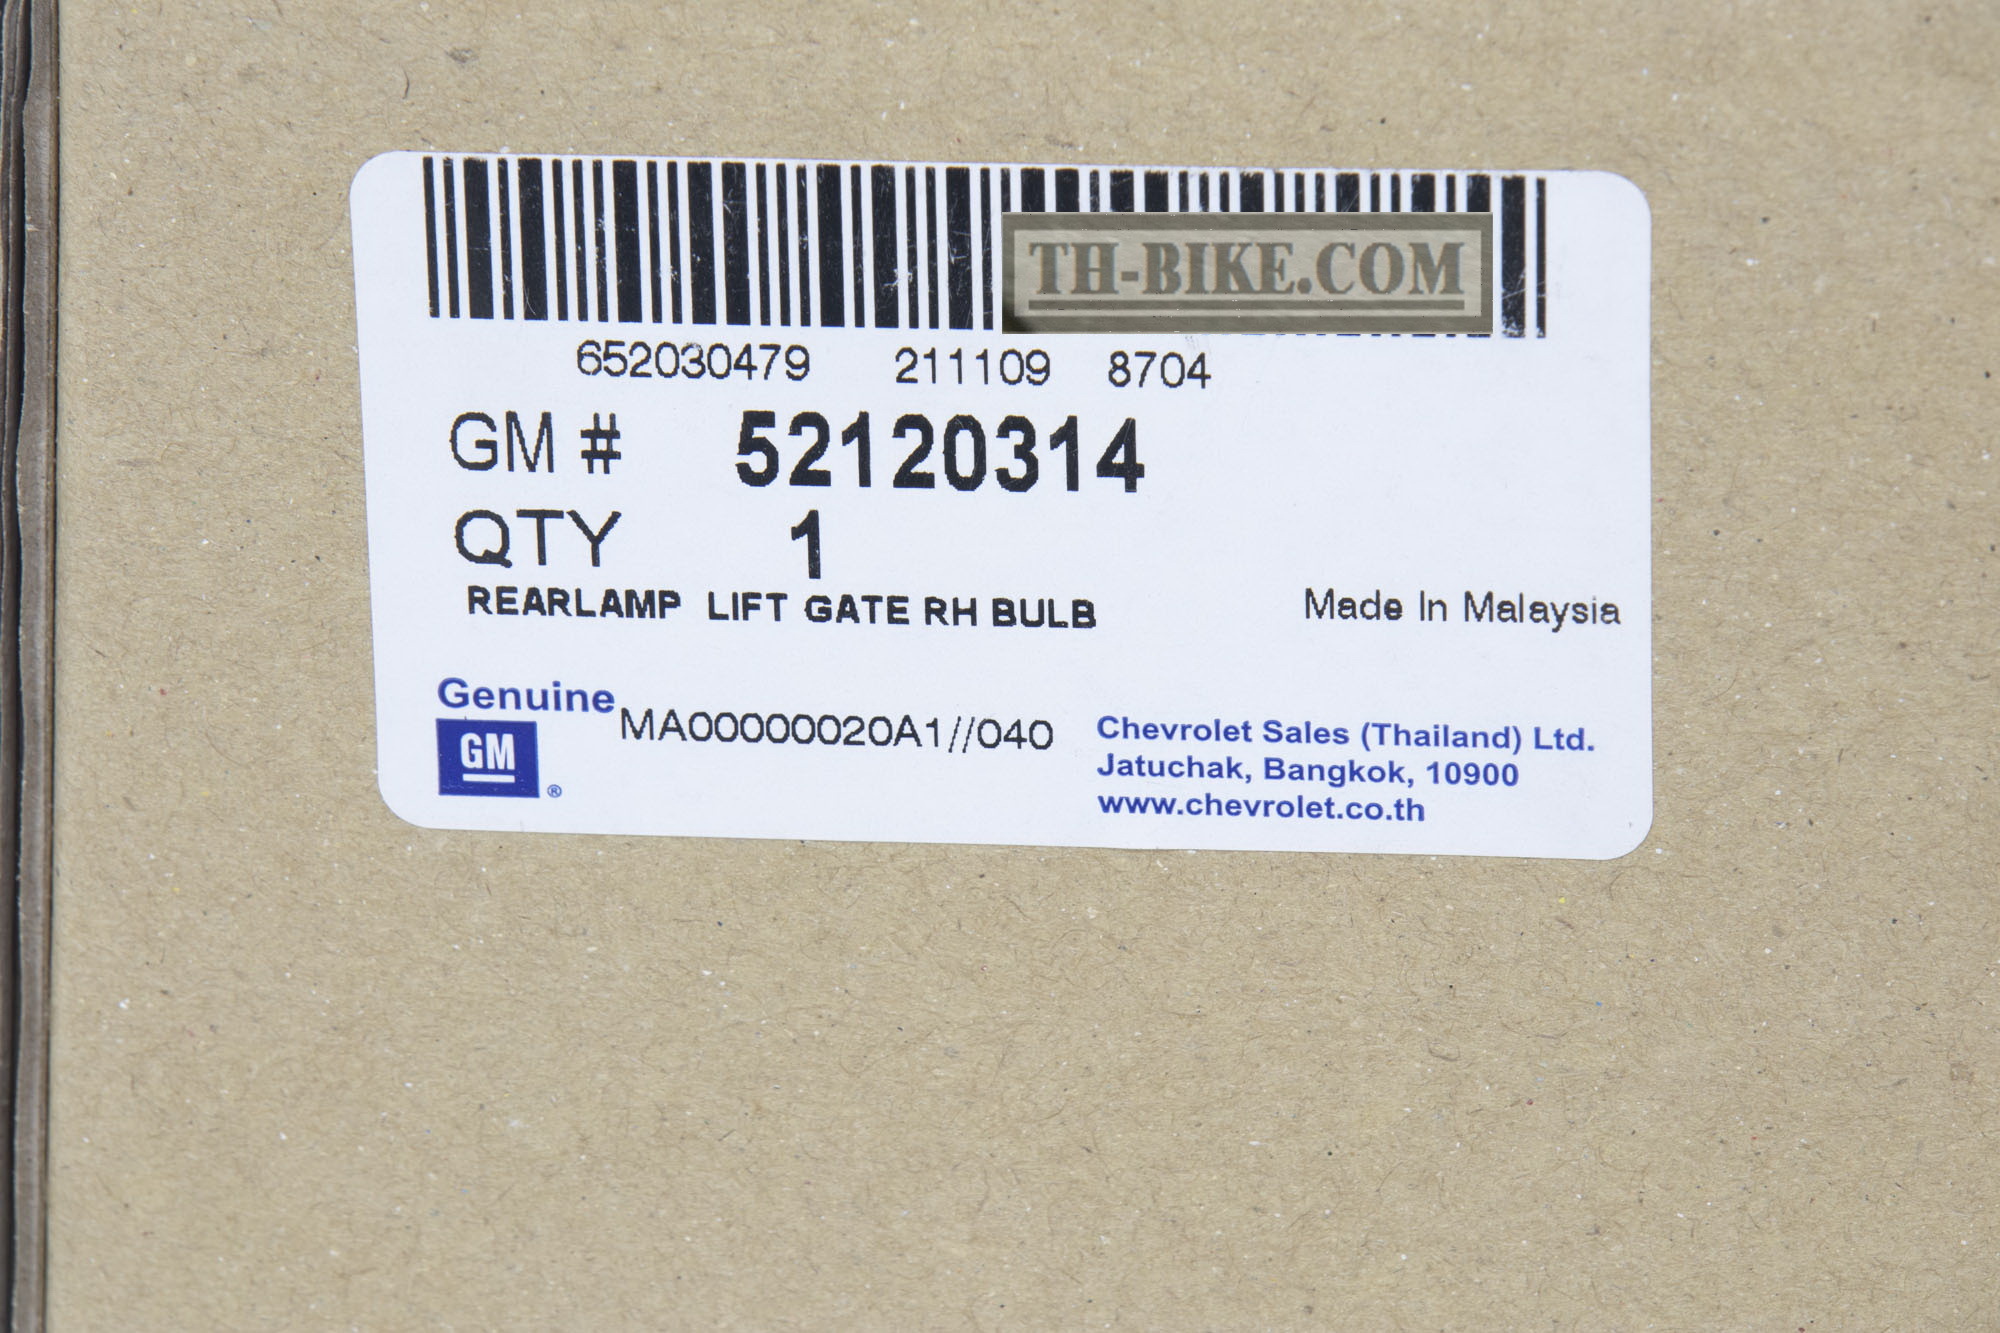 TH-BIKE.COM
652030479 211109 8704
GM # 52120314
QTY 1
REARLAMP LIFT GATE RH BULB
Made In Malaysia
Genuine
GM
®
MA00000020A1//040
Chevrolet Sales (Thailand) Ltd.
Jatuchak, Bangkok, 10900
www.chevrolet.co.th